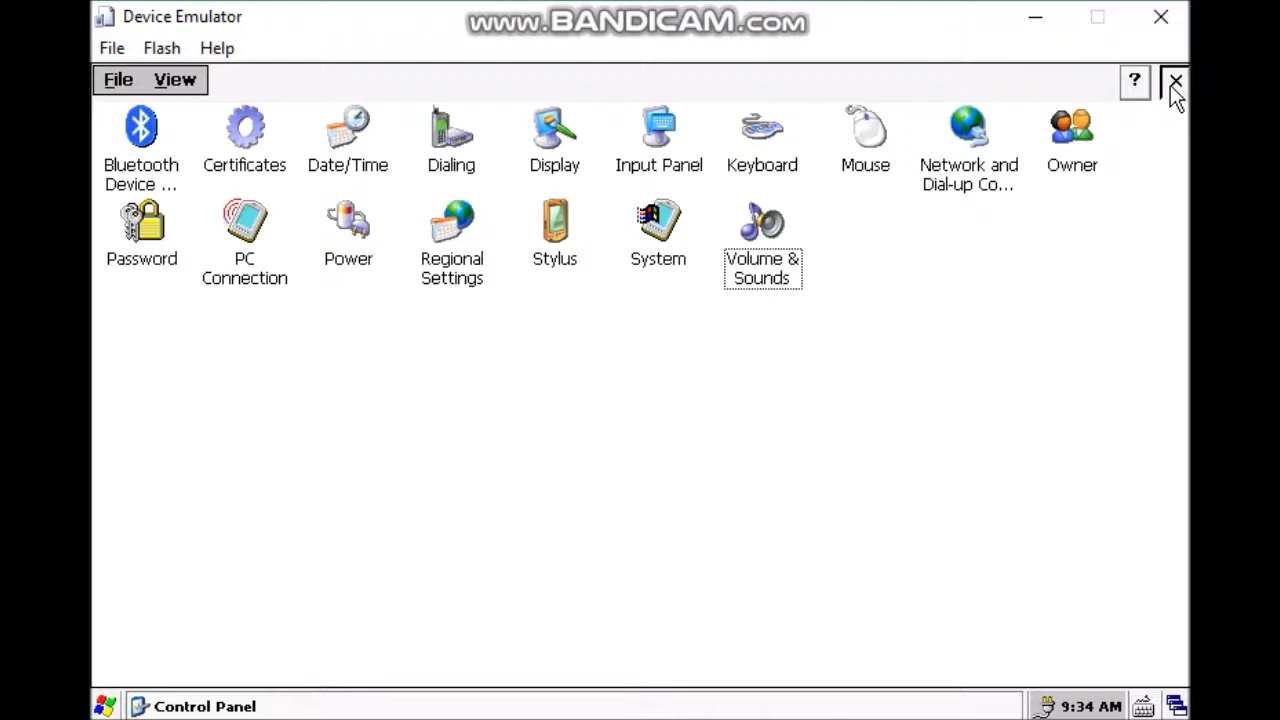 Device Emulator
www.BANDICAM.com
File Flash Help
File View ?
Bluetooth Device ...
Certificates
Date/Time
Dialing
Display
Input Panel
Keyboard
Mouse
Network and Dial-up Co...
Owner
Password
PC Connection
Power
Regional Settings
Stylus
System
Volume & Sounds
Control Panel
9:34 AM